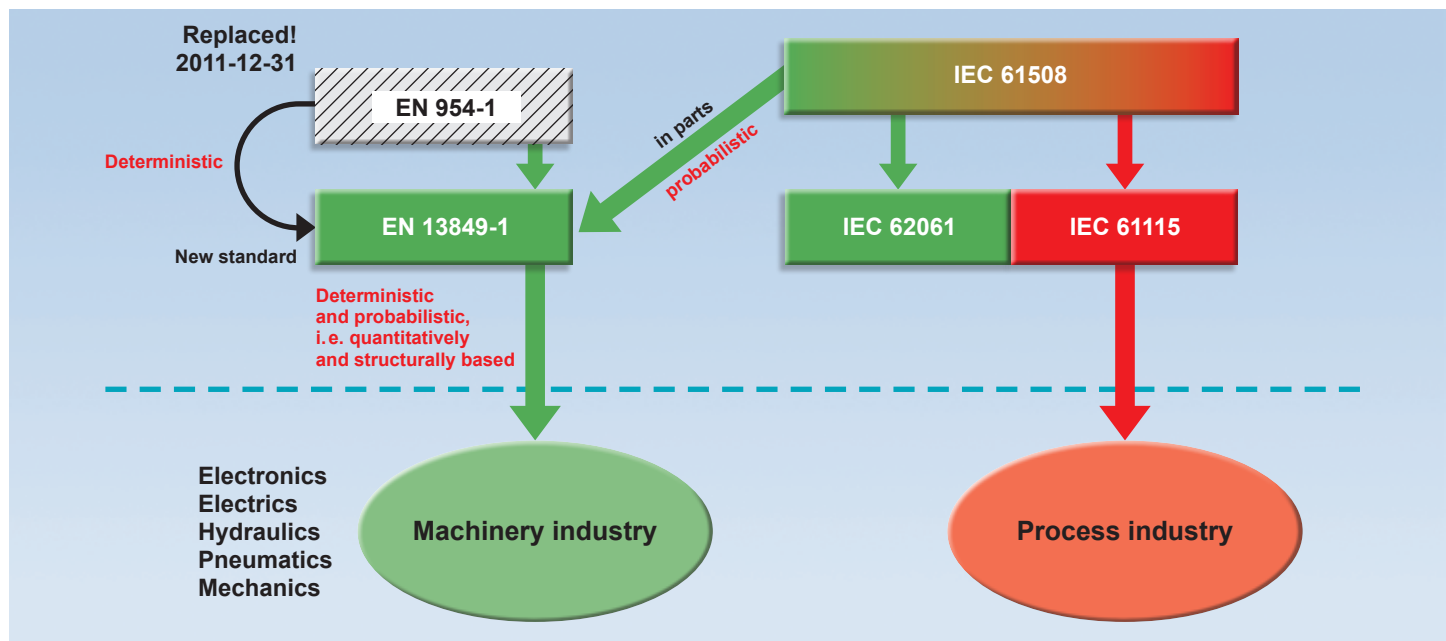 Replaced!
2011-12-31
EN 954-1
IEC 61508
in parts
probabilistic
Deterministic
EN 13849-1
IEC 62061
IEC 61115
New standard
Deterministic
and probabilistic,
i. e. quantitatively
and structurally based
Electronics
Electrics
Hydraulics
Pneumatics
Mechanics
Machinery industry
Process industry